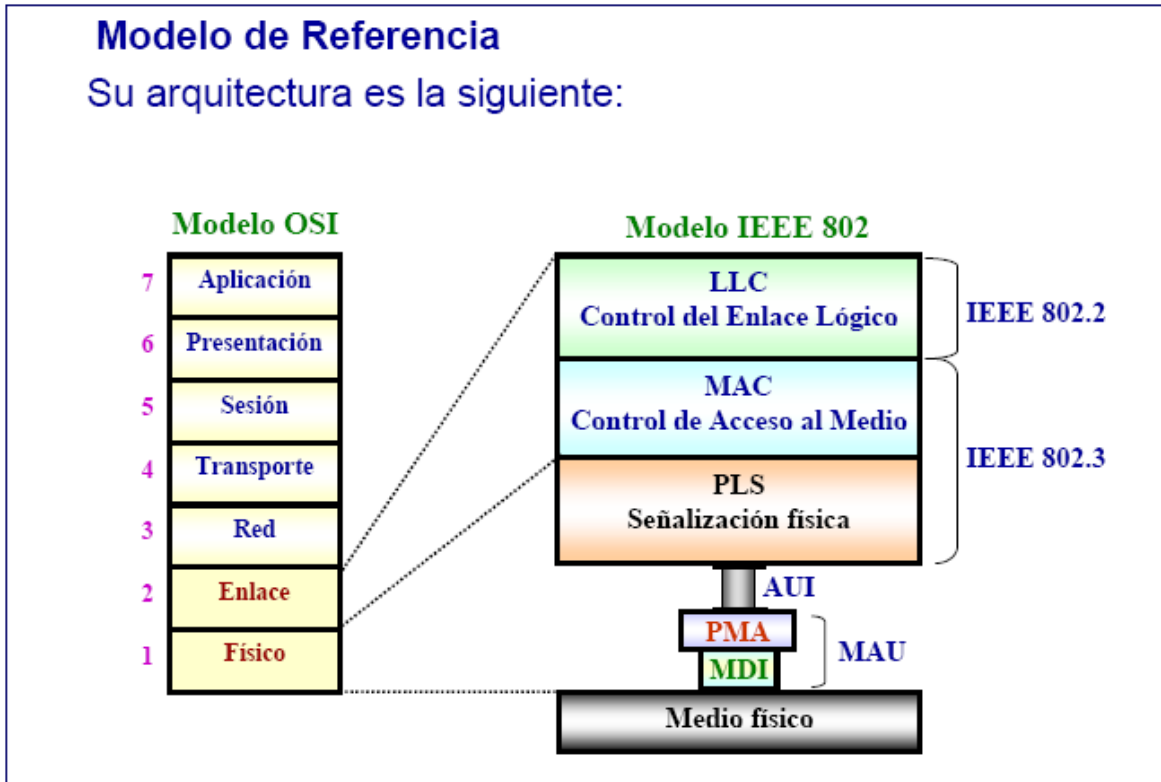 Modelo de Referencia
Su arquitectura es la siguiente:
Modelo OSI
7 Aplicación
6 Presentación
5 Sesión
4 Transporte
3 Red
2 Enlace
1 Físico
Modelo IEEE 802
LLC
Control del Enlace Lógico
IEEE 802.2
MAC
Control de Acceso al Medio
IEEE 802.3
PLS
Señalización física
AUI
PMA
MDI
MAU
Medio físico